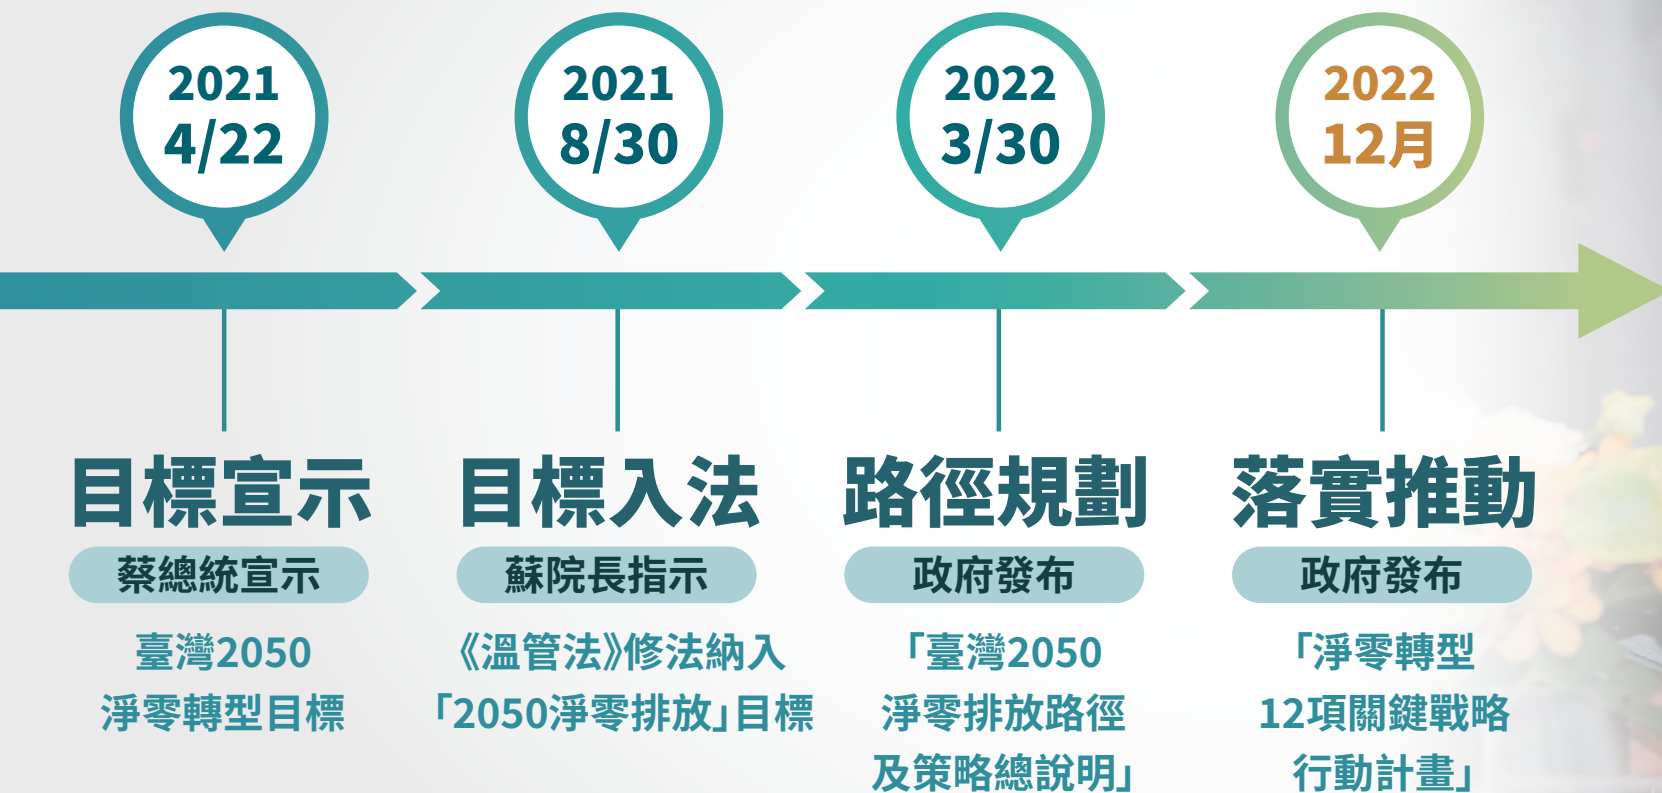 2021
4/22
目標宣示
蔡總統宣示
臺灣2050
淨零轉型目標
2021
8/30
目標入法
蘇院長指示
《溫管法》修法納入
「2050淨零排放」目標
2022
3/30
路徑規劃
政府發布
「臺灣2050
淨零排放路徑
及策略總說明」
2022
12月
落實推動
政府發布
「淨零轉型
12項關鍵戰略
行動計畫」